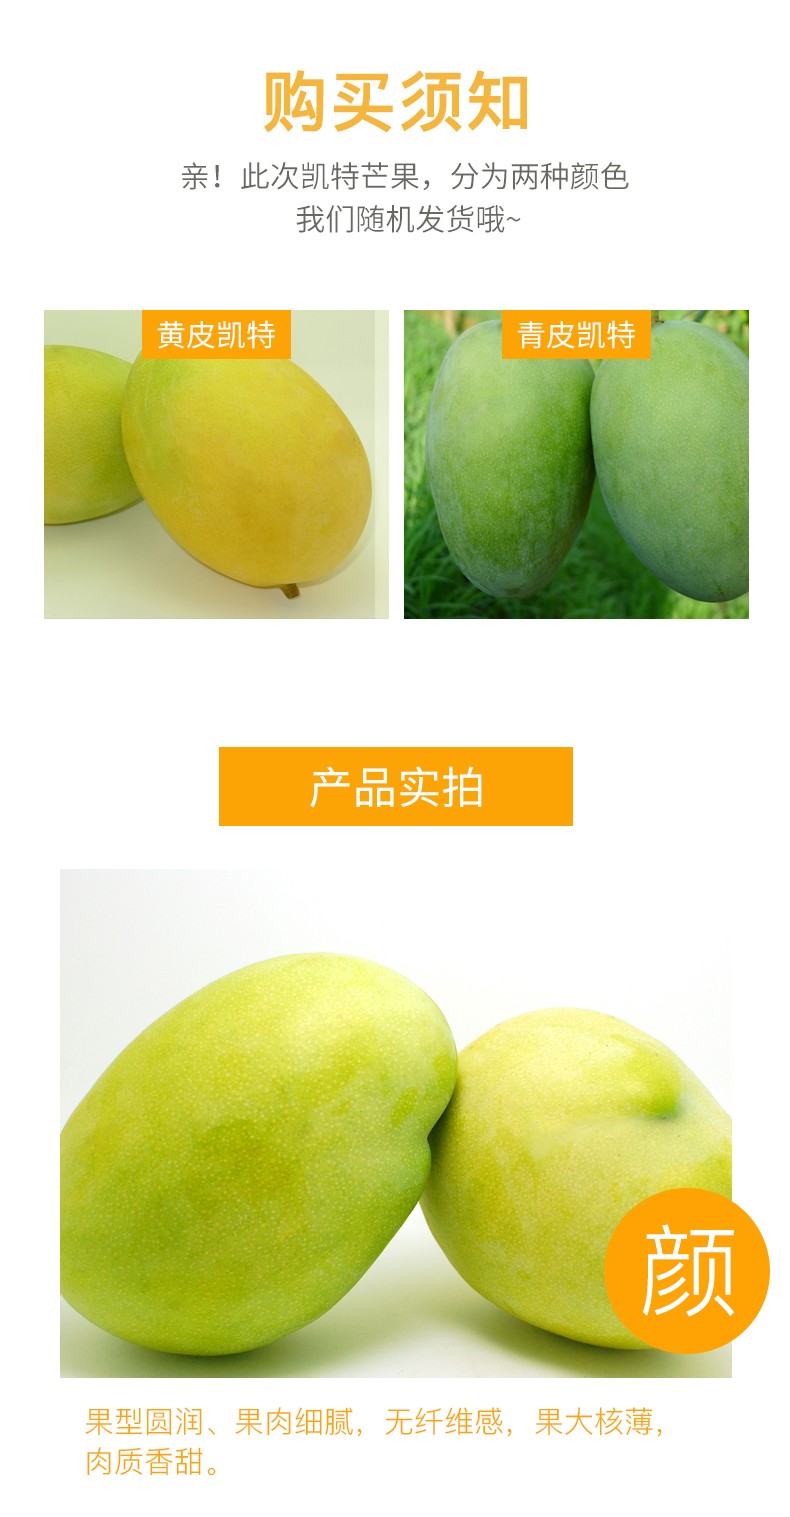 购买须知
亲！此次凯特芒果，分为两种颜色
我们随机发货哦~
黄皮凯特
青皮凯特
产品实拍
颜
果型圆润、果肉细腻，无纤维感，果大核薄，
肉质香甜。